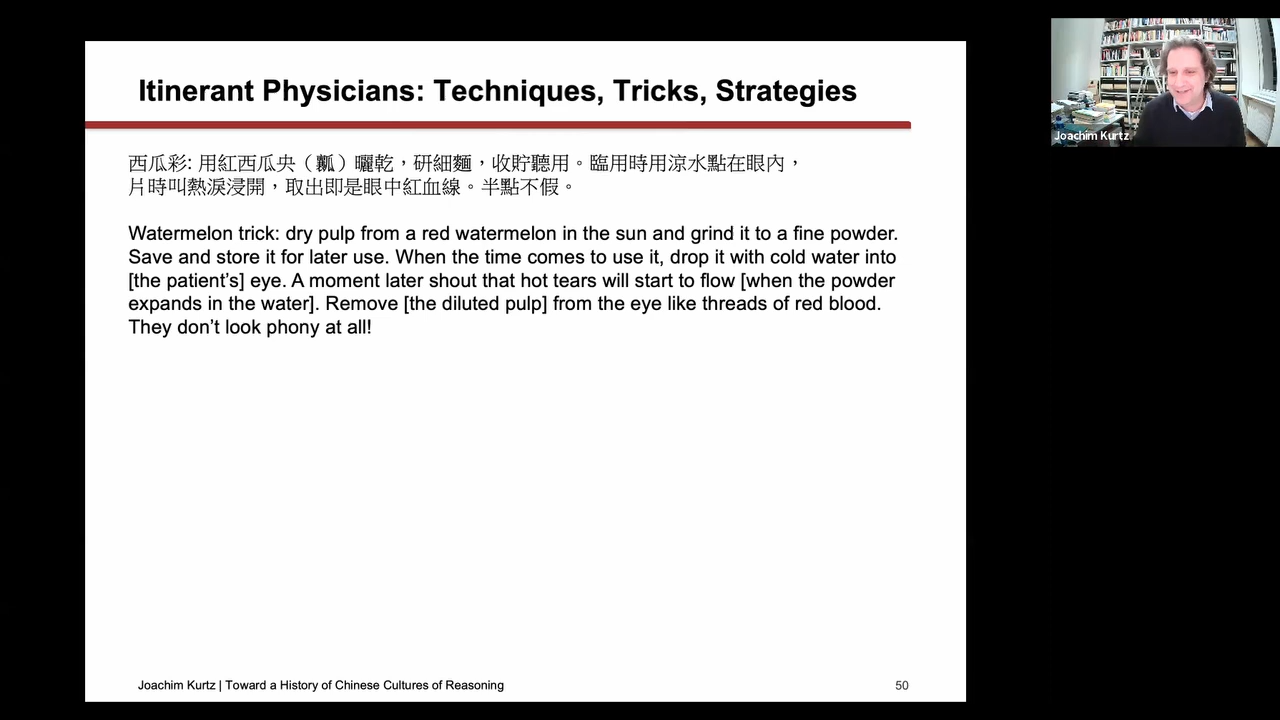 Itinerant Physicians: Techniques, Tricks, Strategies
西瓜彩: 用紅西瓜央（瓤）曬乾，研細麵，收貯聽用。臨用時用涼水點在眼內，
片時叫熱淚浸開，取出即是眼中紅血線。半點不假。
Watermelon trick: dry pulp from a red watermelon in the sun and grind it to a fine powder.
Save and store it for later use. When the time comes to use it, drop it with cold water into
[the patient’s] eye. A moment later shout that hot tears will start to flow [when the powder
expands in the water]. Remove [the diluted pulp] from the eye like threads of red blood.
They don’t look phony at all!
Joachim Kurtz | Toward a History of Chinese Cultures of Reasoning
50
Joachim Kurtz